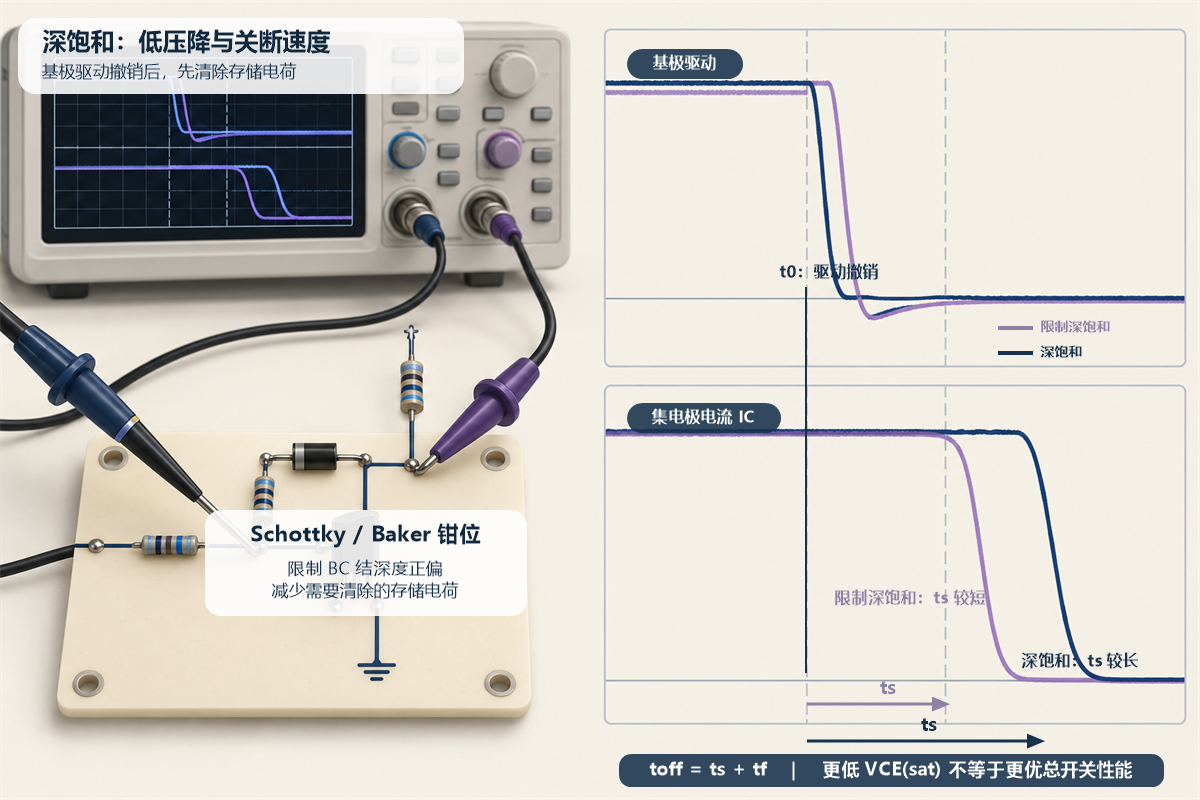 深饱和：低压降与关断速度
基极驱动撤销后，先清除存储电荷
Schottky / Baker 钳位
限制 BC 结深度正偏
减少需要清除的存储电荷
基极驱动
t0：驱动撤销
限制深饱和
深饱和
集电极电流 IC
限制深饱和：ts 较短
深饱和：ts 较长
ts
ts
toff = ts + tf | 更低 VCE(sat) 不等于更优总开关性能